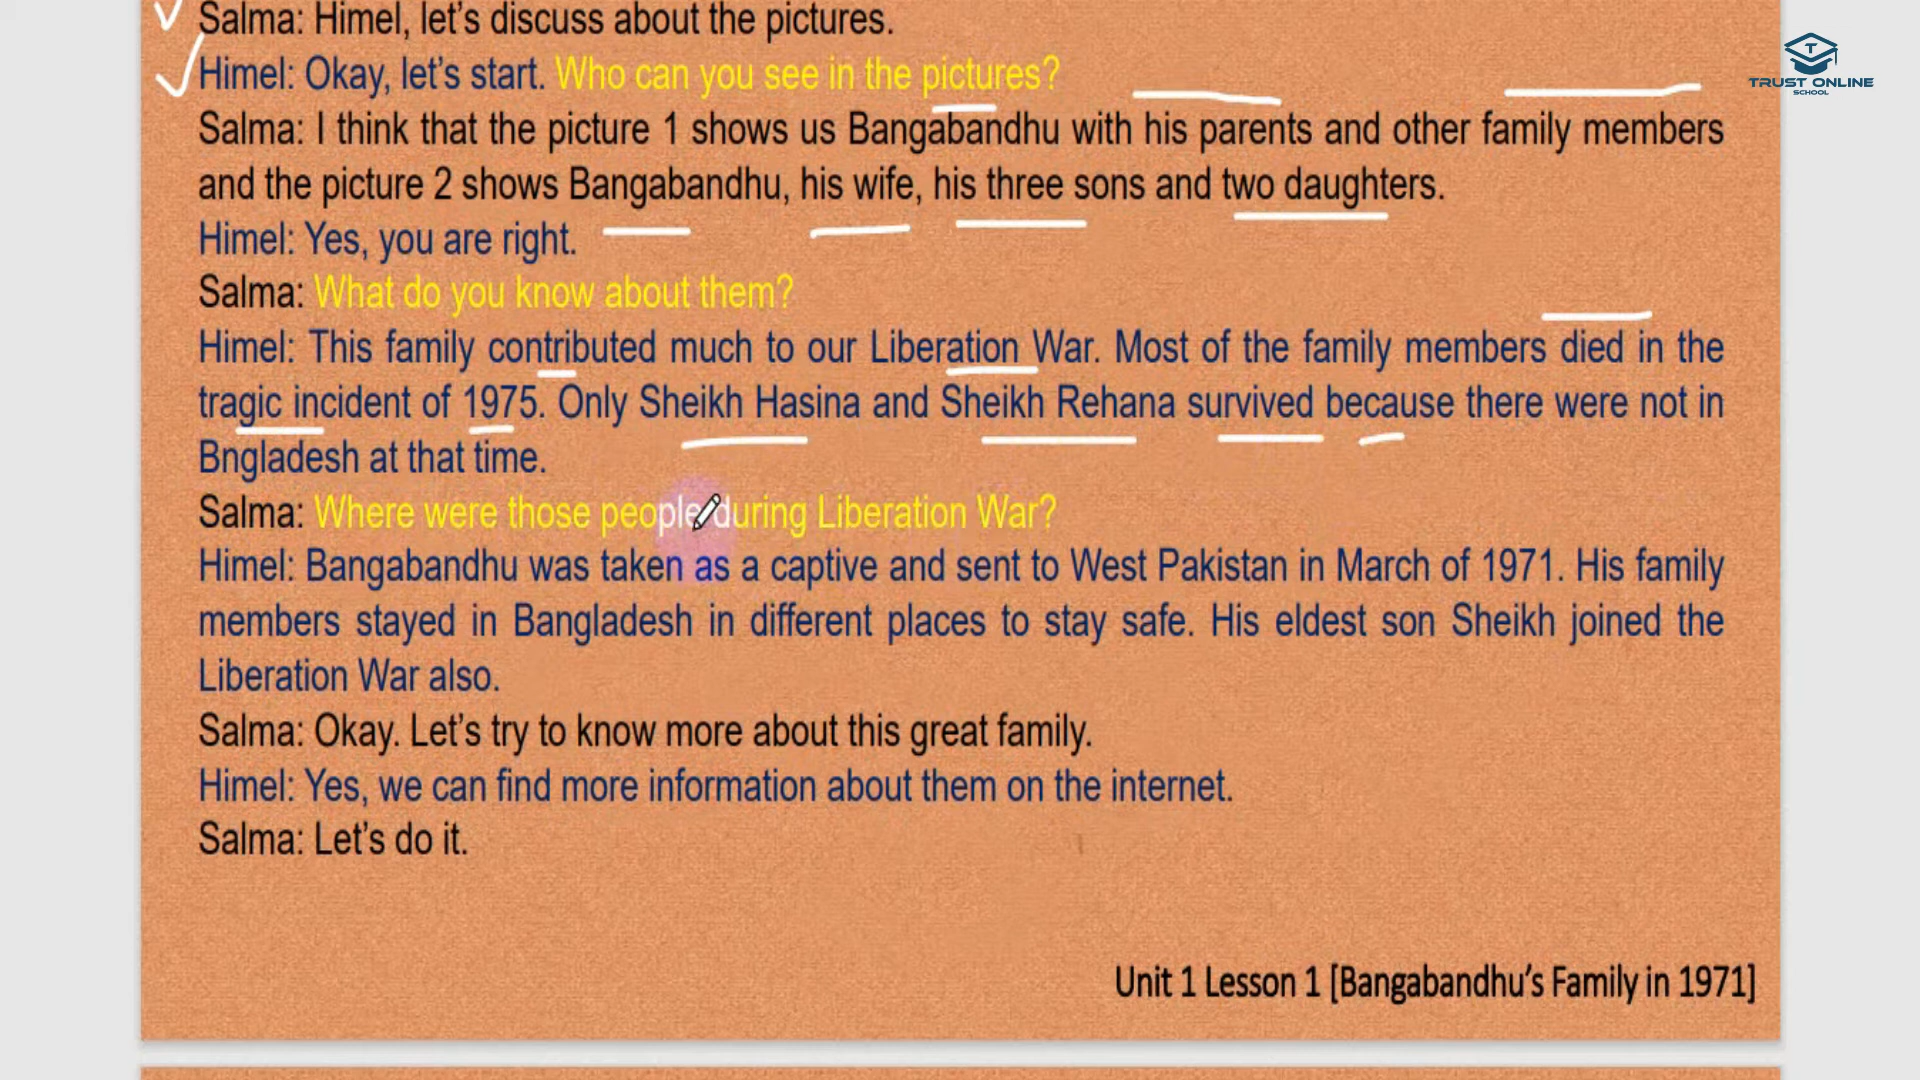 Salma: Himel, let’s discuss about the pictures.
TRUST ONLINE
SCHOOL
Himel: Okay, let’s start. Who can you see in the pictures?
Salma: I think that the picture 1 shows us Bangabandhu with his parents and other family members
and the picture 2 shows Bangabandhu, his wife, his three sons and two daughters.
Himel: Yes, you are right.
Salma: What do you know about them?
Himel: This family contributed much to our Liberation War. Most of the family members died in the
tragic incident of 1975. Only Sheikh Hasina and Sheikh Rehana survived because there were not in
Bngladesh at that time.
Salma: Where were those people during Liberation War?
Himel: Bangabandhu was taken as a captive and sent to West Pakistan in March of 1971. His family
members stayed in Bangladesh in different places to stay safe. His eldest son Sheikh joined the
Liberation War also.
Salma: Okay. Let’s try to know more about this great family.
Himel: Yes, we can find more information about them on the internet.
Salma: Let’s do it.
Unit 1 Lesson 1 [Bangabandhu’s Family in 1971]